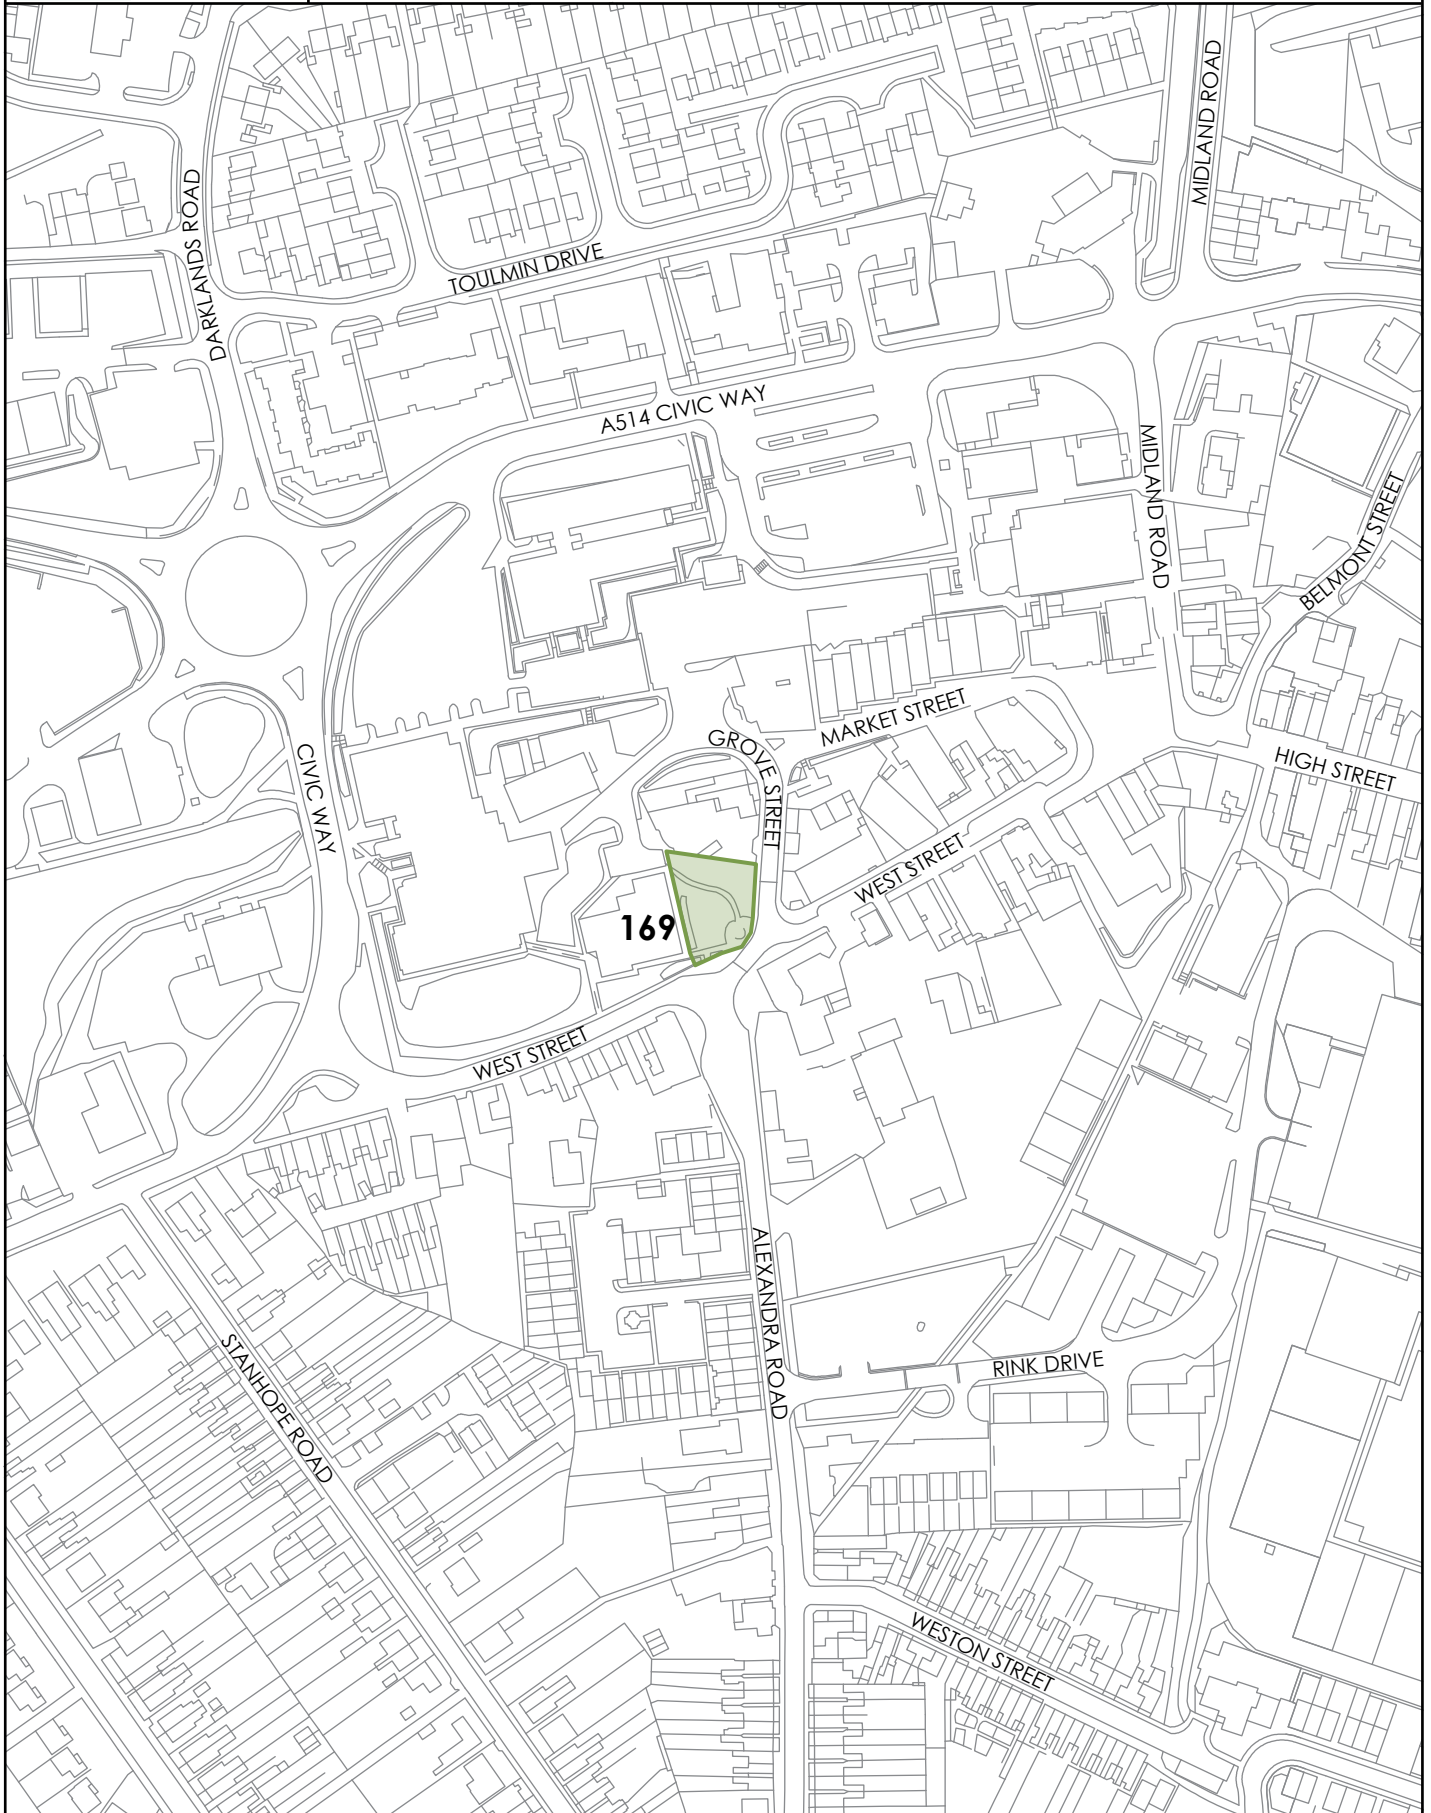 MIDLAND ROAD
DARKLANDS ROAD
TOULMIN DRIVE
A514 CIVIC WAY
MIDLAND ROAD
BELMONT STREET
MARKET STREET
GROVE STREET
HIGH STREET
CIVIC WAY
WEST STREET
169
WEST STREET
ALEXANDRA ROAD
STANHOPE ROAD
RINK DRIVE
WESTON STREET